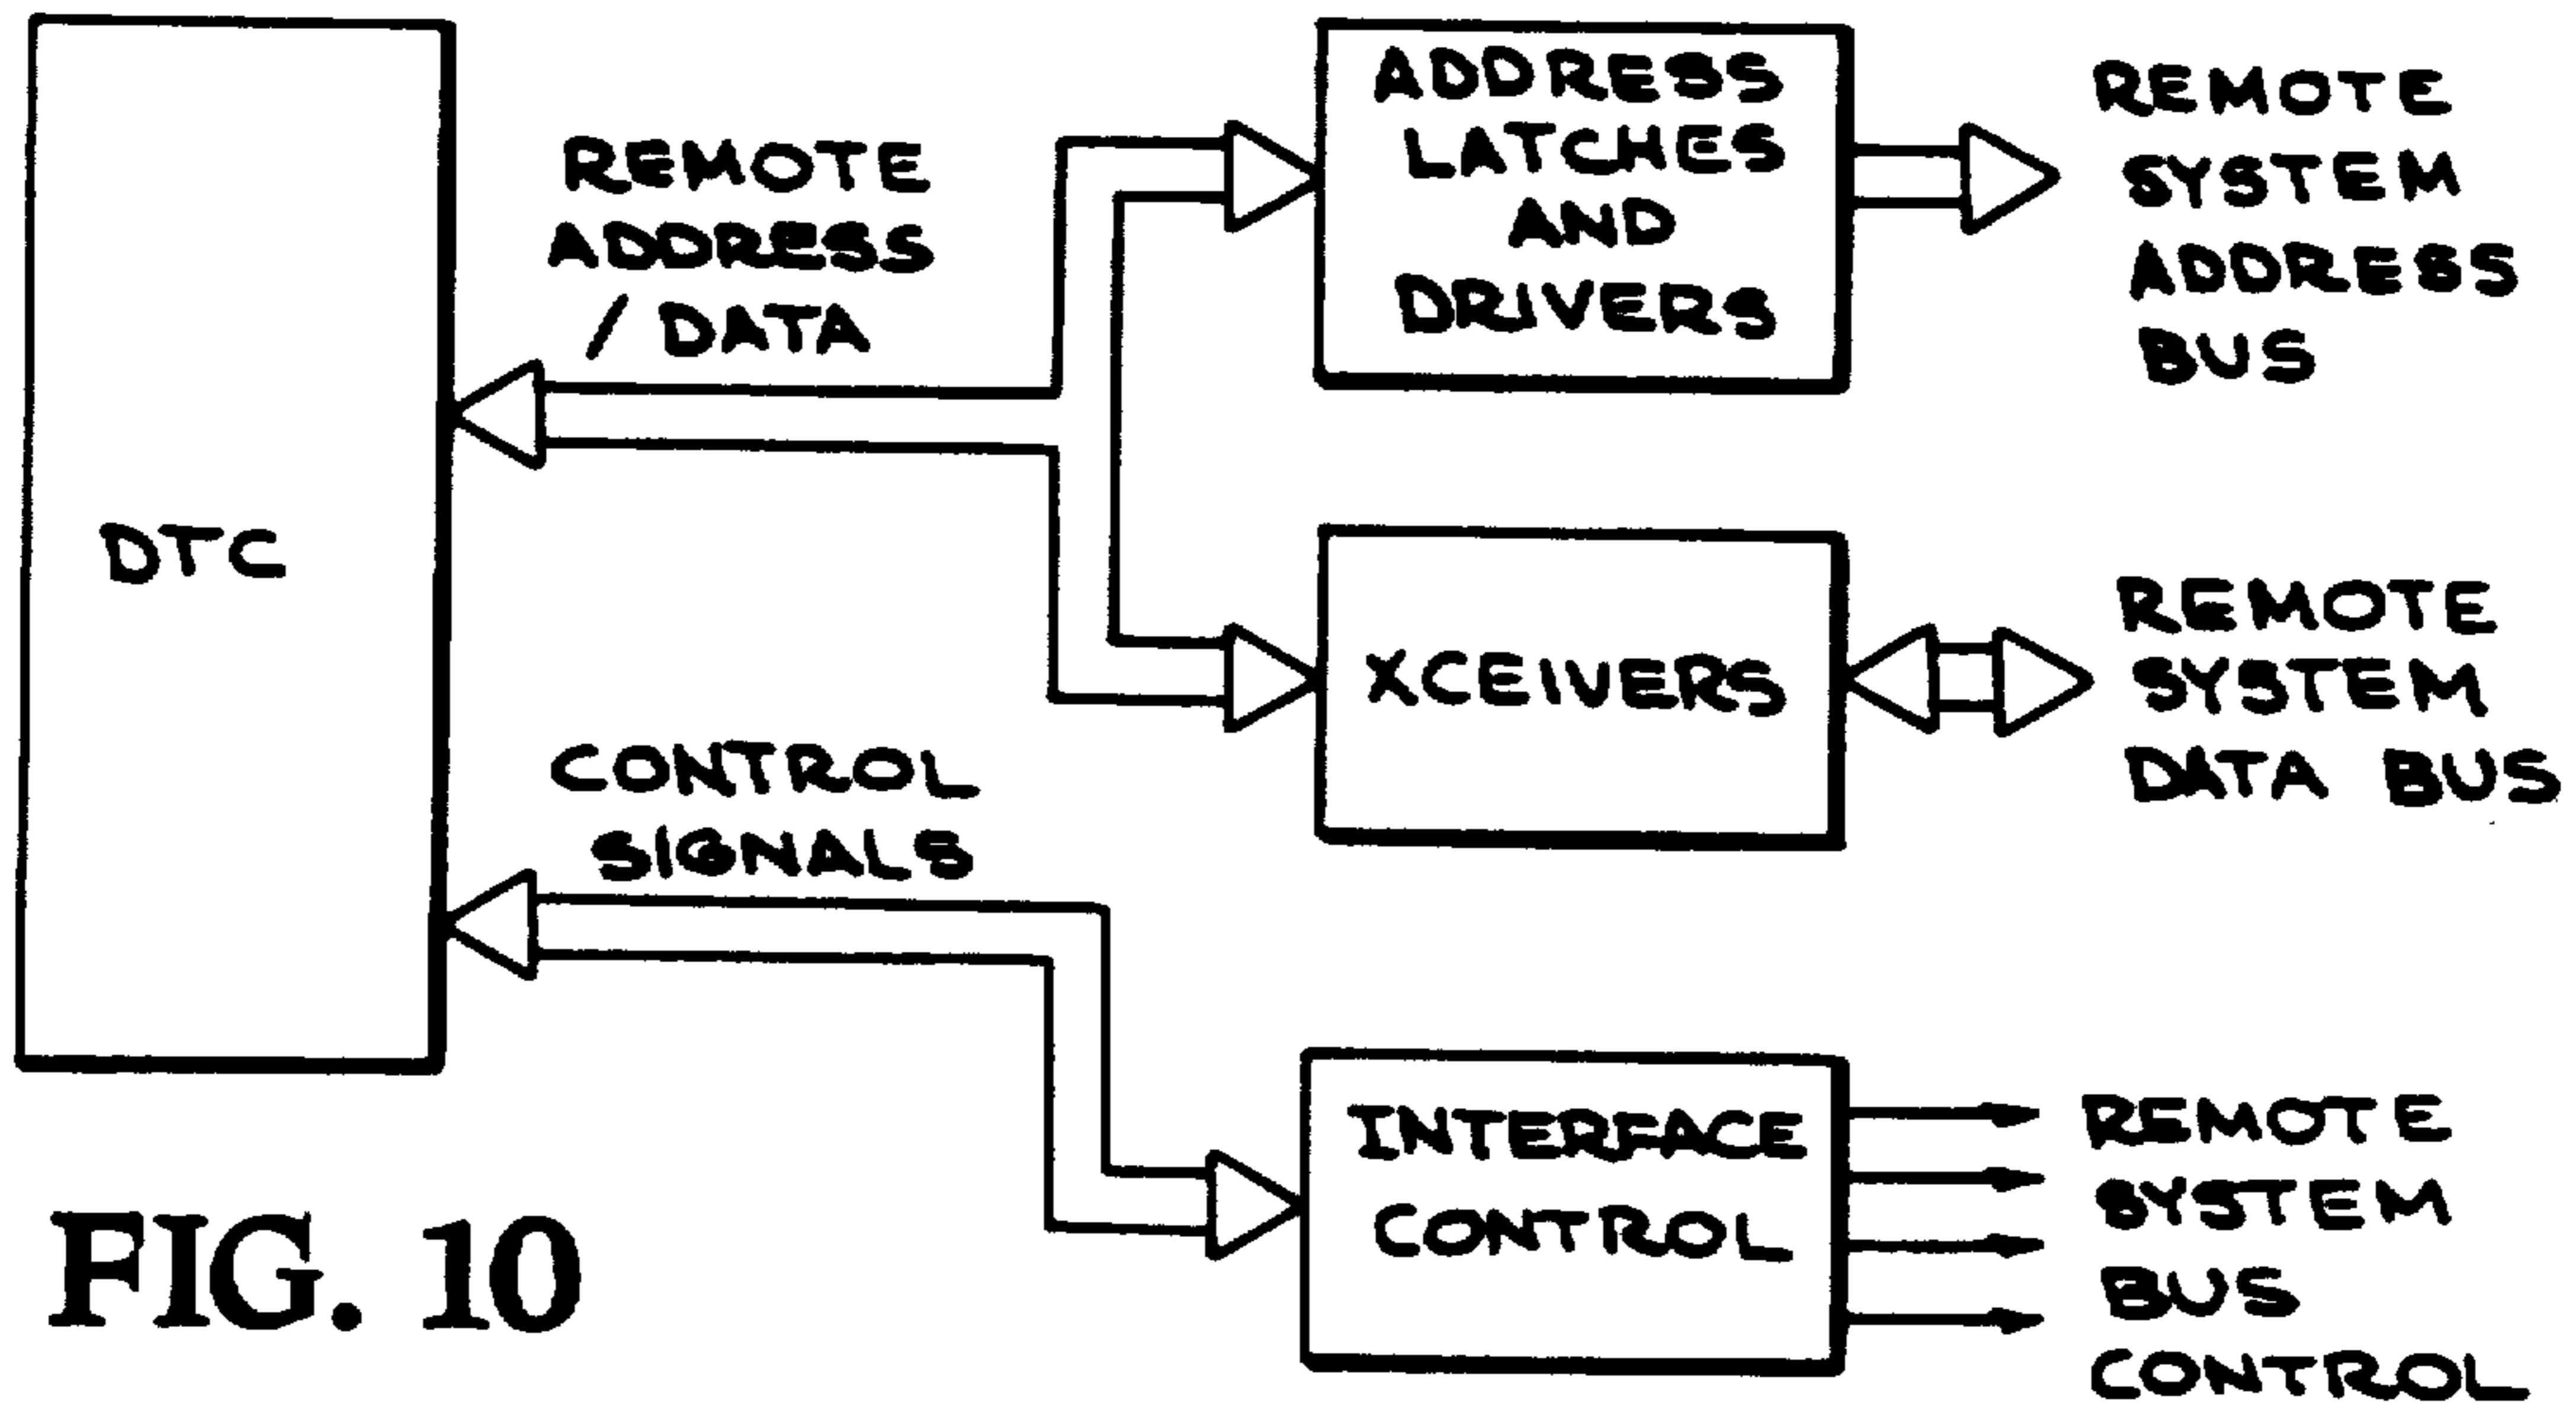 DTC
REMOTE
ADDRESS
/ DATA
CONTROL
SIGNALS
ADDRESS
LATCHES
AND
DRIVERS
REMOTE
SYSTEM
ADDRESS
BUS
XCEIVERS
REMOTE
SYSTEM
DATA BUS
INTERFACE
CONTROL
REMOTE
SYSTEM
BUS
CONTROL
FIG. 10